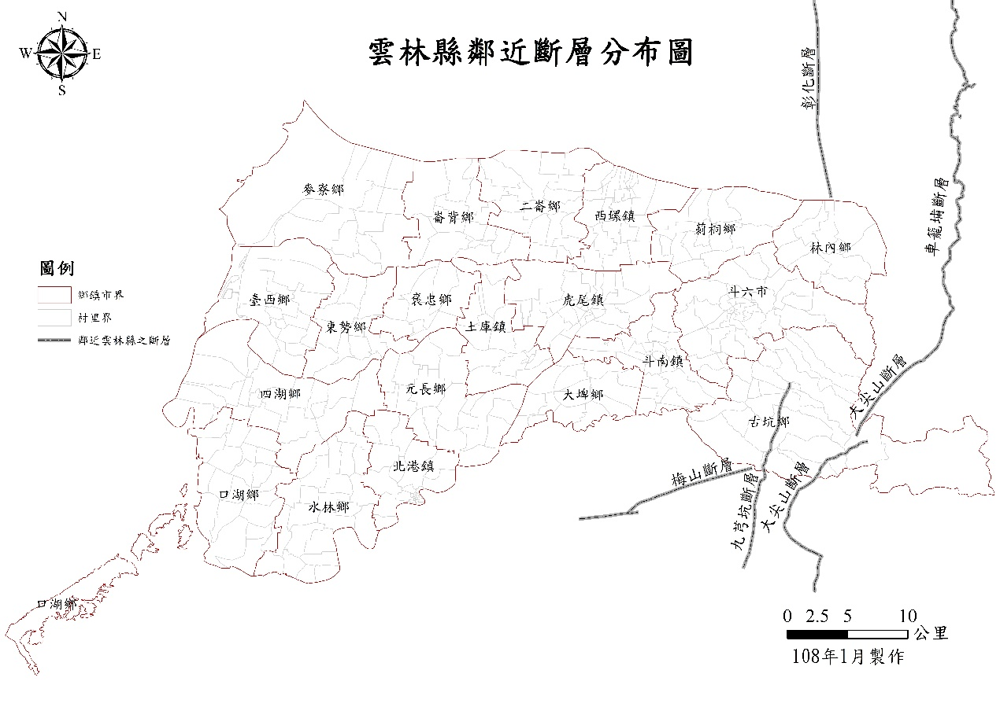 N
W
E
S
雲林縣鄰近斷層分布圖
彰化斷層
車籠埔斷層
麥寮鄉
崙背鄉
二崙鄉
西螺鎮
莿桐鄉
林內鄉
圖例
鄉鎮市界
村里界
鄰近雲林縣之斷層
臺西鄉
東勢鄉
褒忠鄉
土庫鎮
虎尾鎮
斗六市
斗南鎮
四湖鄉
元長鄉
大埤鄉
古坑鄉
大尖山斷層
口湖鄉
水林鄉
北港鎮
梅山斷層
九芎坑斷層
大尖山斷層
口湖鄉
0 2.5 5 10
公里
108年1月製作